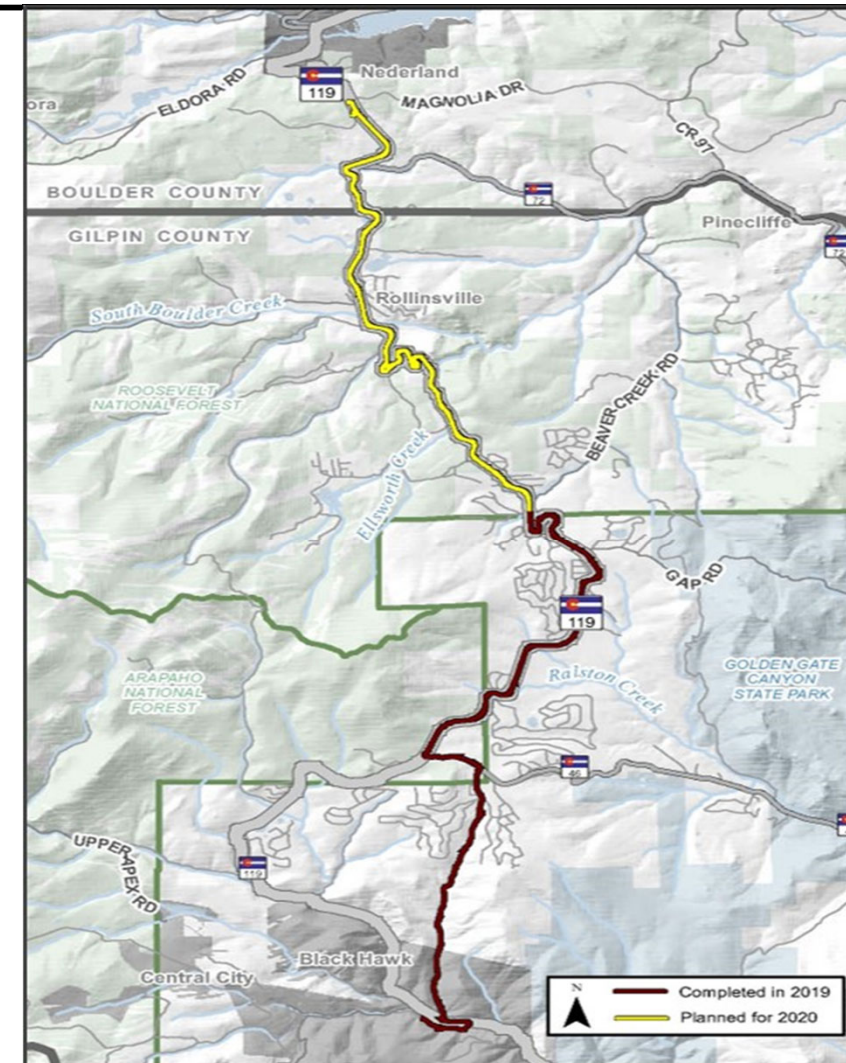 Nederland
119
ora
ELDORA RD
MAGNOLIA DR
CR 97
BOULDER COUNTY
72
Pinecliffe
GILPIN COUNTY
72
Rollinsville
South Boulder Creek
ROOSEVELT
NATIONAL FOREST
BEAVER CREEK RD
Ellsworth Creek
GAP RD
119
Ralston Creek
GOLDEN GATE
CANYON
STATE PARK
ARAPAHO
NATIONAL
FOREST
46
UPPER APEX RD
119
Black Hawk
Central City
N
Completed in 2019
Planned for 2020